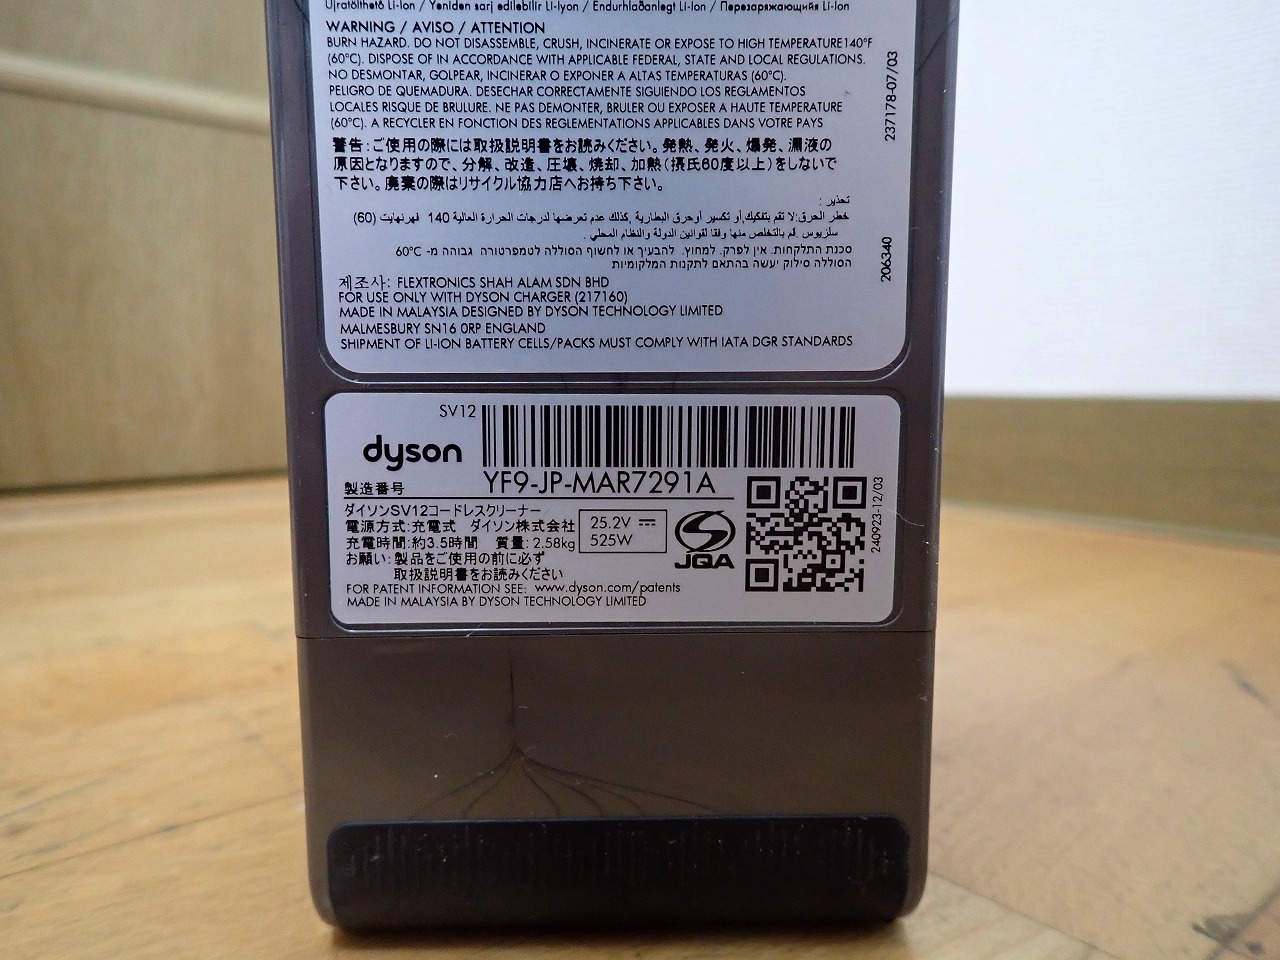 Újratölthető Li-Ion / Yeniden şarj edilebilir Li-Iyon / Endurhlaðanlegt Li-Ion / Перезаряжающийся Li-Ion
WARNING / AVISO / ATTENTION
BURN HAZARD. DO NOT DISASSEMBLE, CRUSH, INCINERATE OR EXPOSE TO HIGH TEMPERATURE140°F
(60°C). DISPOSE OF IN ACCORDANCE WITH APPLICABLE FEDERAL, STATE AND LOCAL REGULATIONS.
NO DESMONTAR, GOLPEAR, INCINERAR O EXPONER A ALTAS TEMPERATURAS (60°C).
PELIGRO DE QUEMADURA. DESECHAR CORRECTAMENTE SIGUIENDO LOS REGLAMENTOS
LOCALES RISQUE DE BRULURE. NE PAS DEMONTER, BRULER OU EXPOSER A HAUTE TEMPERATURE
(60°C). A RECYCLER EN FONCTION DES REGLEMENTATIONS APPLICABLES DANS VOTRE PAYS
警告:ご使用の際には取扱説明書をお読みください。発熱、発火、爆発、漏液の
原因となりますので、分解、改造、圧壊、焼却、加熱(摂氏60度以上)をしないで
下さい。廃棄の際はリサイクル協力店へお持ち下さい。
تحذير :
خطر الحرق:لا تقم بتفكيك,أو تكسير أوحرق البطارية ,كذلك عدم تعرضها لدرجات الحرارة العالية 140 فهرنهايت (60)
سلزيوس .قم بالتخلص منها وفقا لقوانين الدولة والنظام المحلي .
סכנת התלקחות. אין לפרק. למחוץ. להבעיר או לחשוף הסוללה לטמפרטורה גבוהה מ- 60°C
הסוללה סילוק יעשה בהתאם לתקנות המקלומיות
제조사: FLEXTRONICS SHAH ALAM SDN BHD
FOR USE ONLY WITH DYSON CHARGER (217160)
MADE IN MALAYSIA DESIGNED BY DYSON TECHNOLOGY LIMITED
MALMESBURY SN16 0RP ENGLAND
SHIPMENT OF LI-ION BATTERY CELLS/PACKS MUST COMPLY WITH IATA DGR STANDARDS
237178-07/03
206340
SV12
dyson
YF9-JP-MAR7291A
製造番号
ダイソンSV12コードレスクリーナー
電源方式:充電式 ダイソン株式会社
充電時間:約3.5時間 質量:2.58kg
お願い:製品をご使用の前に必ず
取扱説明書をお読みください
25.2V ⎓
525W
JQA
FOR PATENT INFORMATION SEE: www.dyson.com/patents
MADE IN MALAYSIA BY DYSON TECHNOLOGY LIMITED
240923-12/03